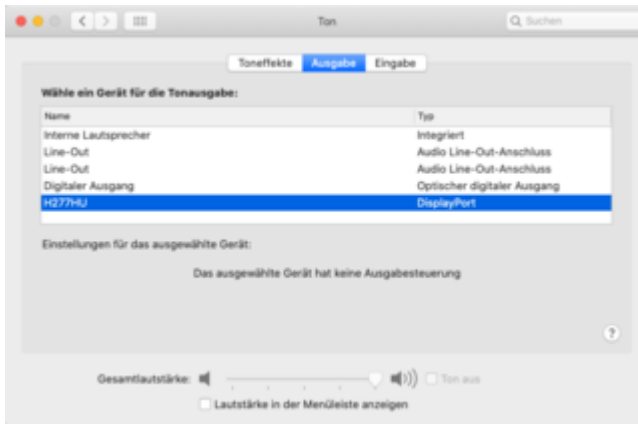 Ton
Suchen
Toneffekte Ausgabe Eingabe
Wähle ein Gerät für die Tonausgabe:
Name Typ
Interne Lautsprecher Integriert
Line-Out Audio Line-Out-Anschluss
Line-Out Audio Line-Out-Anschluss
Digitaler Ausgang Optischer digitaler Ausgang
H277HU DisplayPort
Einstellungen für das ausgewählte Gerät:
Das ausgewählte Gerät hat keine Ausgabesteuerung
?
Gesamtlautstärke: Ton aus
Lautstärke in der Menüleiste anzeigen